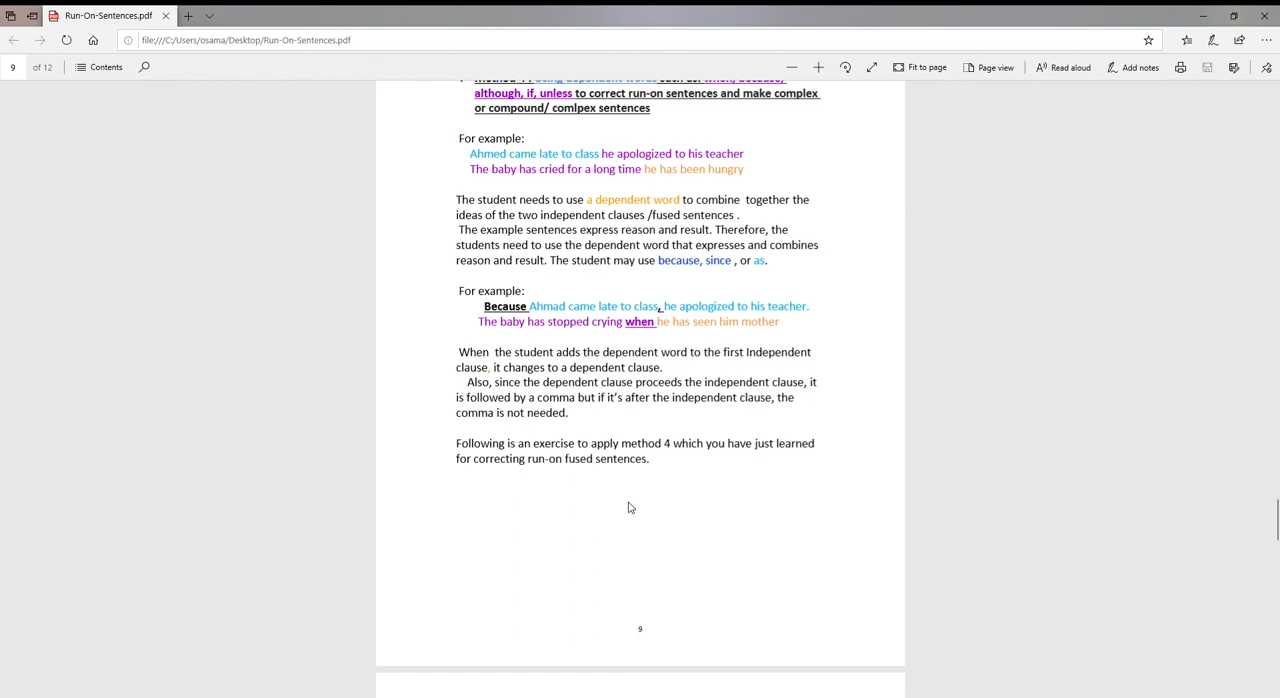 Run-On-Sentences.pdf
file:///C:/Users/osama/Desktop/Run-On-Sentences.pdf
9 of 12 Contents Fit to page Page view Read aloud Add notes
Method 4: Using dependent words such as: when, because,
although, if, unless to correct run-on sentences and make complex
or compound/ comlpex sentences
For example:
Ahmed came late to class he apologized to his teacher
The baby has cried for a long time he has been hungry
The student needs to use a dependent word to combine together the
ideas of the two independent clauses /fused sentences .
The example sentences express reason and result. Therefore, the
students need to use the dependent word that expresses and combines
reason and result. The student may use because, since , or as.
For example:
Because Ahmad came late to class, he apologized to his teacher.
The baby has stopped crying when he has seen him mother
When the student adds the dependent word to the first Independent
clause, it changes to a dependent clause.
Also, since the dependent clause proceeds the independent clause, it
is followed by a comma but if it’s after the independent clause, the
comma is not needed.
Following is an exercise to apply method 4 which you have just learned
for correcting run-on fused sentences.
9